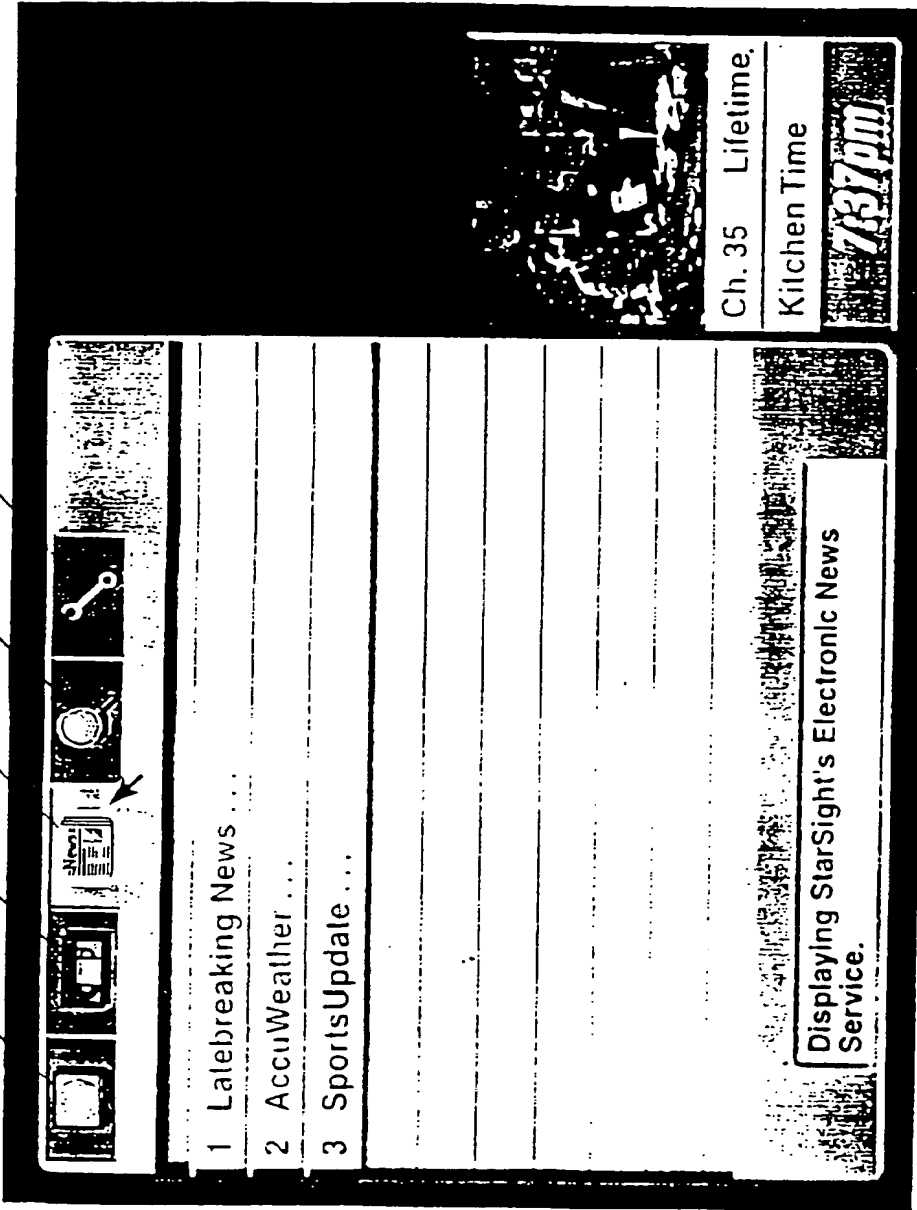 News
1 Latebreaking News ...
2 AccuWeather ...
3 SportsUpdate ...
Displaying StarSight's Electronic News
Service.
Ch. 35 Lifetime.
Kitchen Time
7:37pm